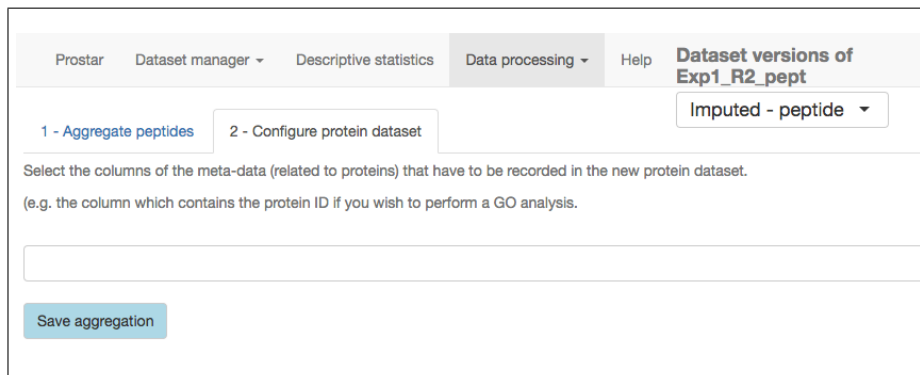 Prostar Dataset manager Descriptive statistics Data processing Help
Dataset versions of
Exp1_R2_pept
Imputed - peptide
1 - Aggregate peptides 2 - Configure protein dataset
Select the columns of the meta-data (related to proteins) that have to be recorded in the new protein dataset.
(e.g. the column which contains the protein ID if you wish to perform a GO analysis.
Save aggregation